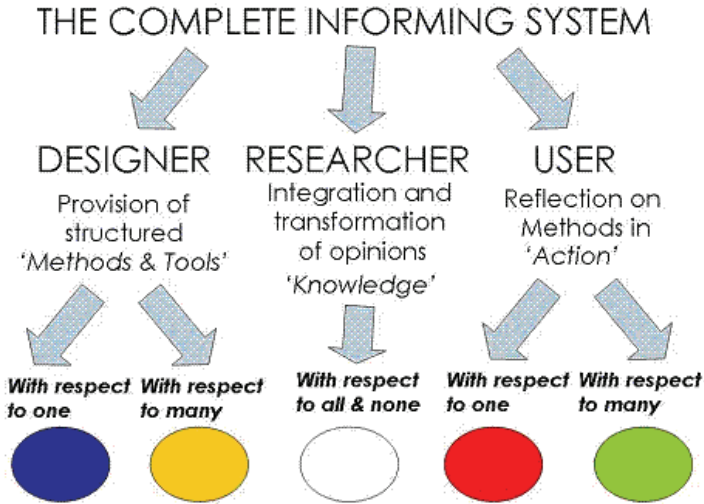 THE COMPLETE INFORMING SYSTEM
DESIGNER
Provision of
structured
‘Methods & Tools’
RESEARCHER
Integration and
transformation
of opinions
‘Knowledge’
USER
Reflection on
Methods in
‘Action’
With respect
to one
With respect
to many
With respect
to all & none
With respect
to one
With respect
to many